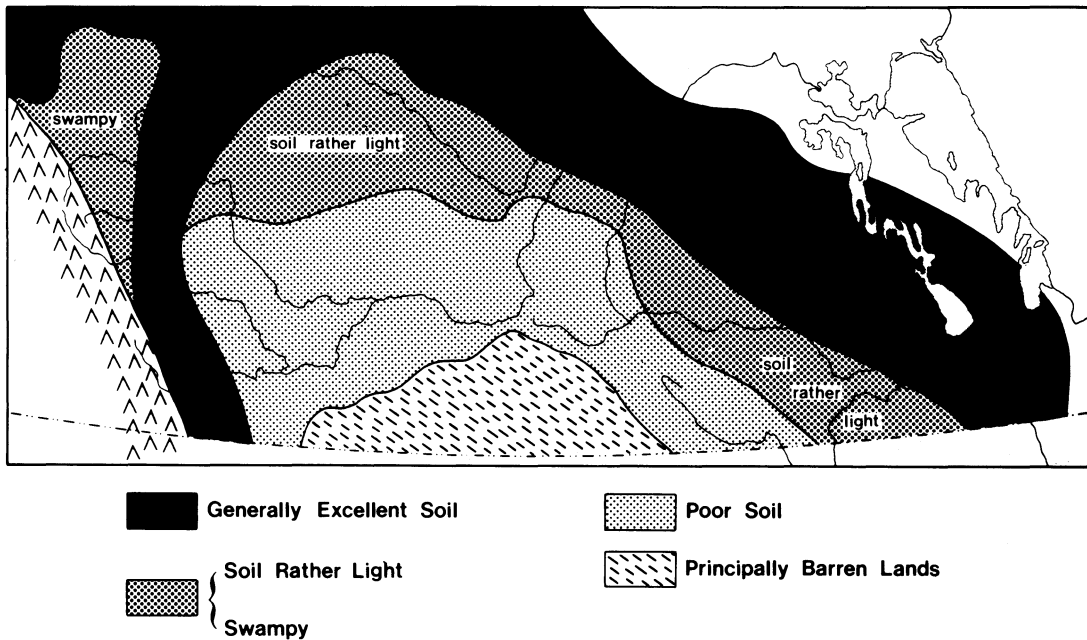 swampy
soil rather light
soil
rather
light
Generally Excellent Soil
Soil Rather Light
Swampy
Poor Soil
Principally Barren Lands